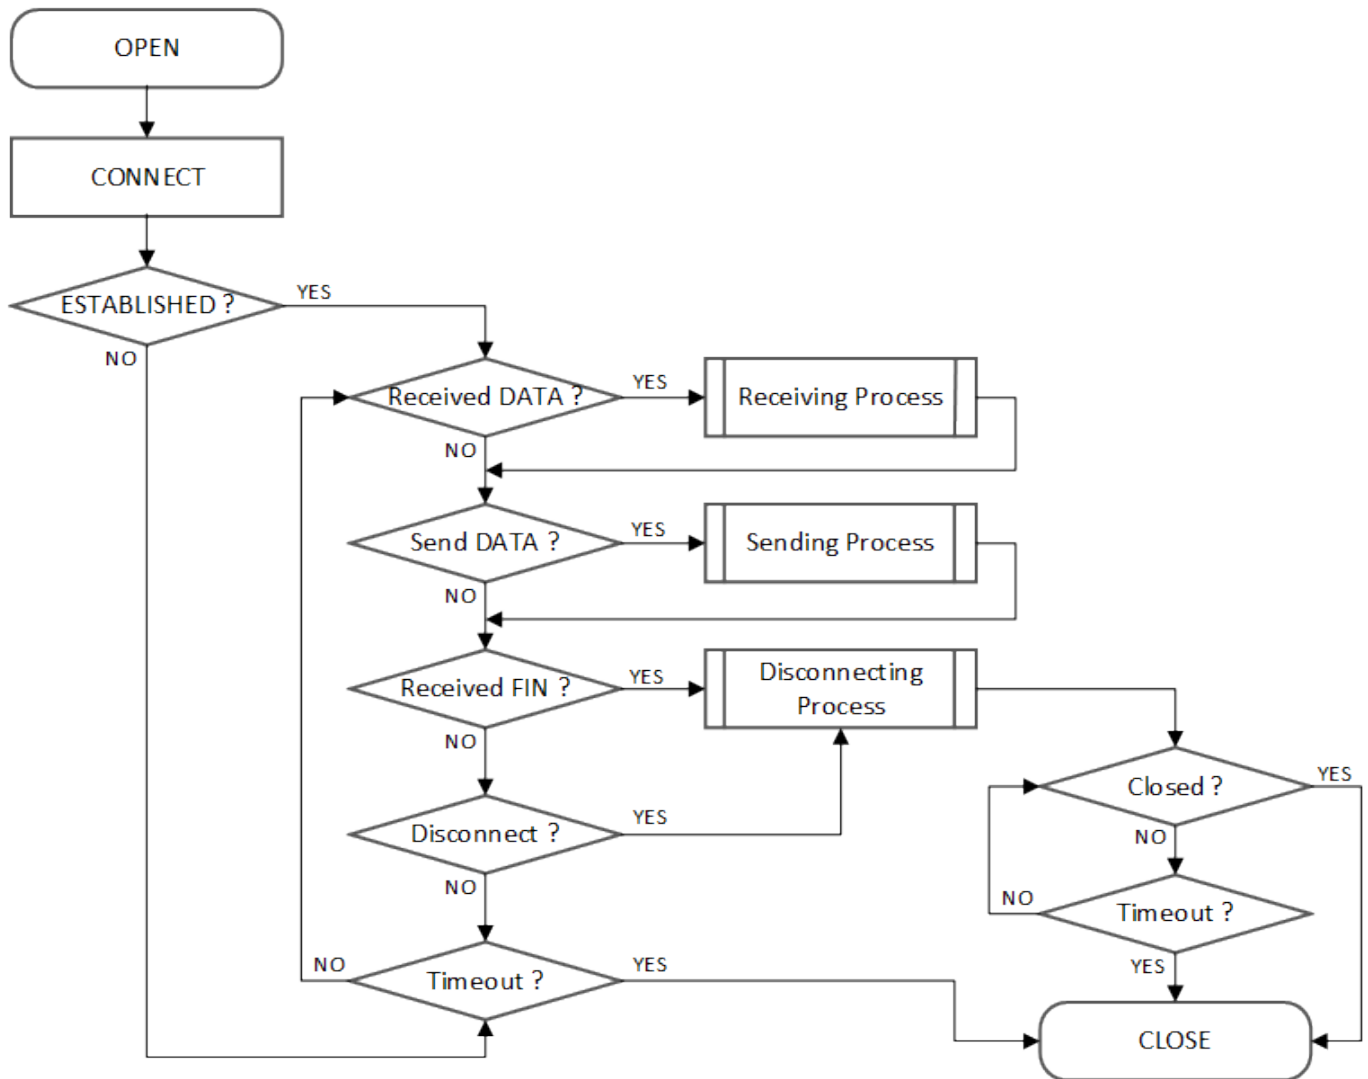 OPEN
CONNECT
ESTABLISHED ?
YES
NO
Received DATA ?
YES
Receiving Process
NO
Send DATA ?
YES
Sending Process
NO
Received FIN ?
YES
Disconnecting
Process
NO
Closed ?
YES
Disconnect ?
YES
NO
NO
Timeout ?
NO
YES
NO
Timeout ?
YES
CLOSE